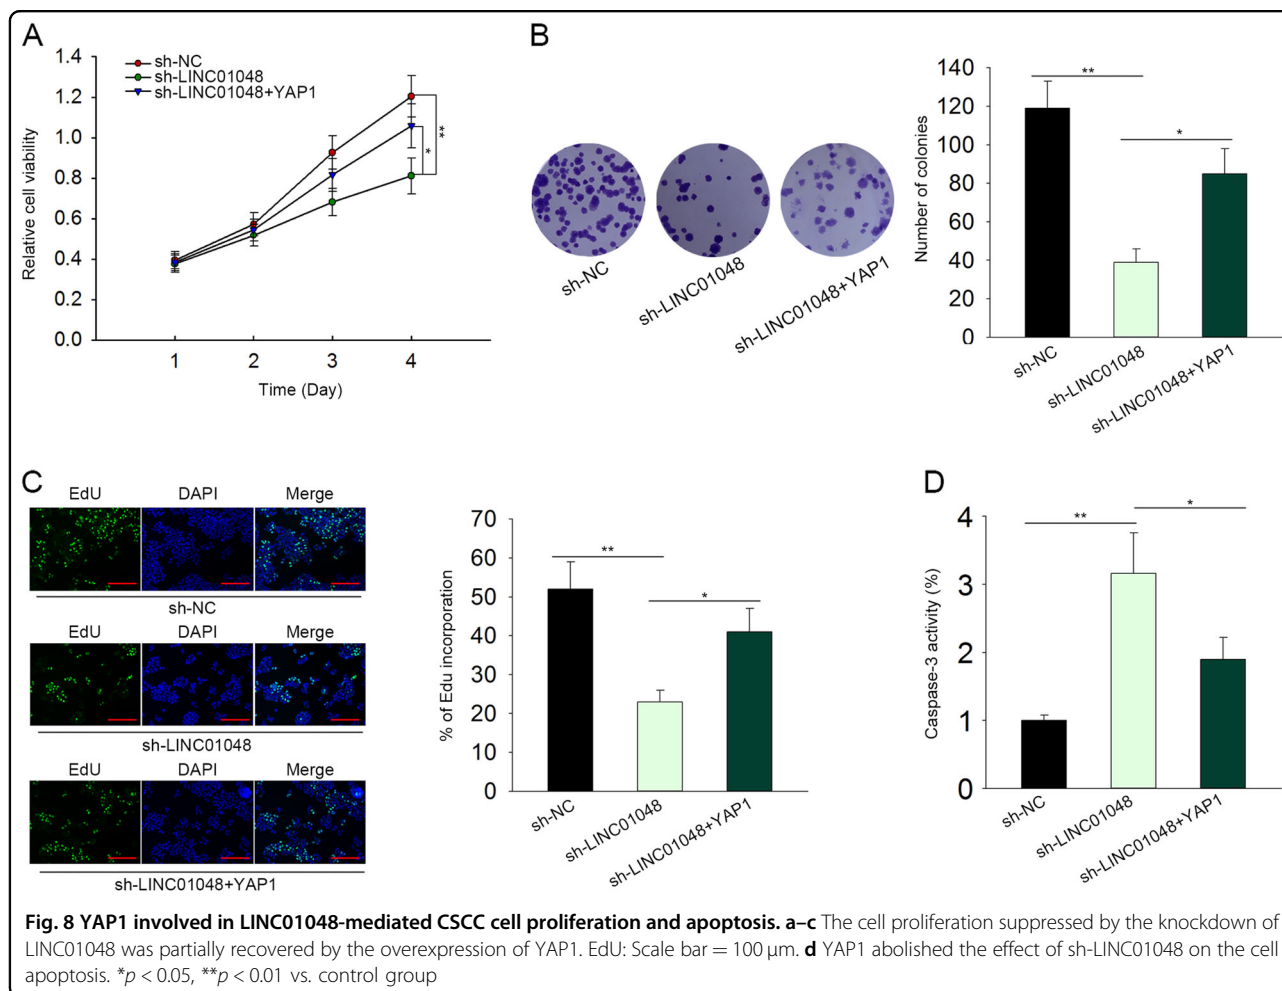 A
1.4
1.2
1.0
0.8
0.6
0.4
0.2
0.0
Relative cell viability
sh-NC
sh-LINC01048
sh-LINC01048+YAP1
*
**
1 2 3 4
Time (Day)
B
sh-NC
sh-LINC01048
sh-LINC01048+YAP1
Number of colonies
140
120
100
80
60
40
20
0
**
*
sh-NC
sh-LINC01048
sh-LINC01048+YAP1
C
EdU DAPI Merge
sh-NC
EdU DAPI Merge
sh-LINC01048
EdU DAPI Merge
sh-LINC01048+YAP1
% of Edu incorporation
70
60
50
40
30
20
10
0
**
*
sh-NC
sh-LINC01048
sh-LINC01048+YAP1
D
Caspase-3 activity (%)
4
3
2
1
0
**
*
sh-NC
sh-LINC01048
sh-LINC01048+YAP1
Fig. 8 YAP1 involved in LINC01048-mediated CSCC cell proliferation and apoptosis. a–c The cell proliferation suppressed by the knockdown of
LINC01048 was partially recovered by the overexpression of YAP1. EdU: Scale bar = 100 µm. d YAP1 abolished the effect of sh-LINC01048 on the cell
apoptosis. *p < 0.05, **p < 0.01 vs. control group